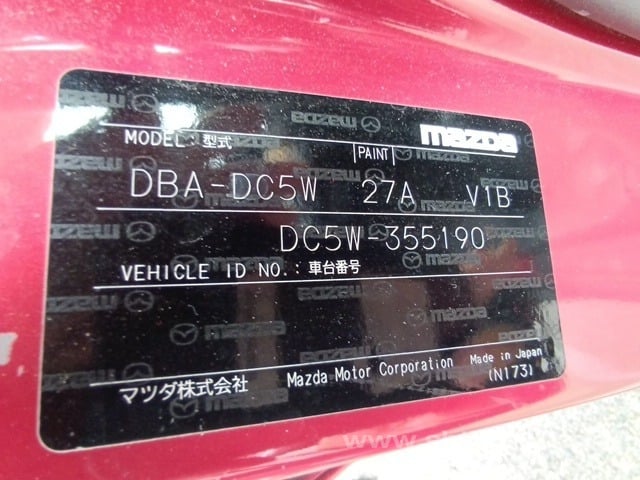 mazda
MODEL:型式 PAINT
DBA-DC5W 27A V1B
DC5W-355190
VEHICLE ID NO.:車台番号
マツダ株式会社 Mazda Motor Corporation Made in Japan
(N173)